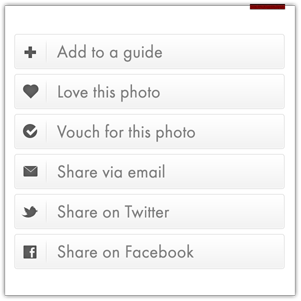 Add to a guide
Love this photo
Vouch for this photo
Share via email
Share on Twitter
Share on Facebook